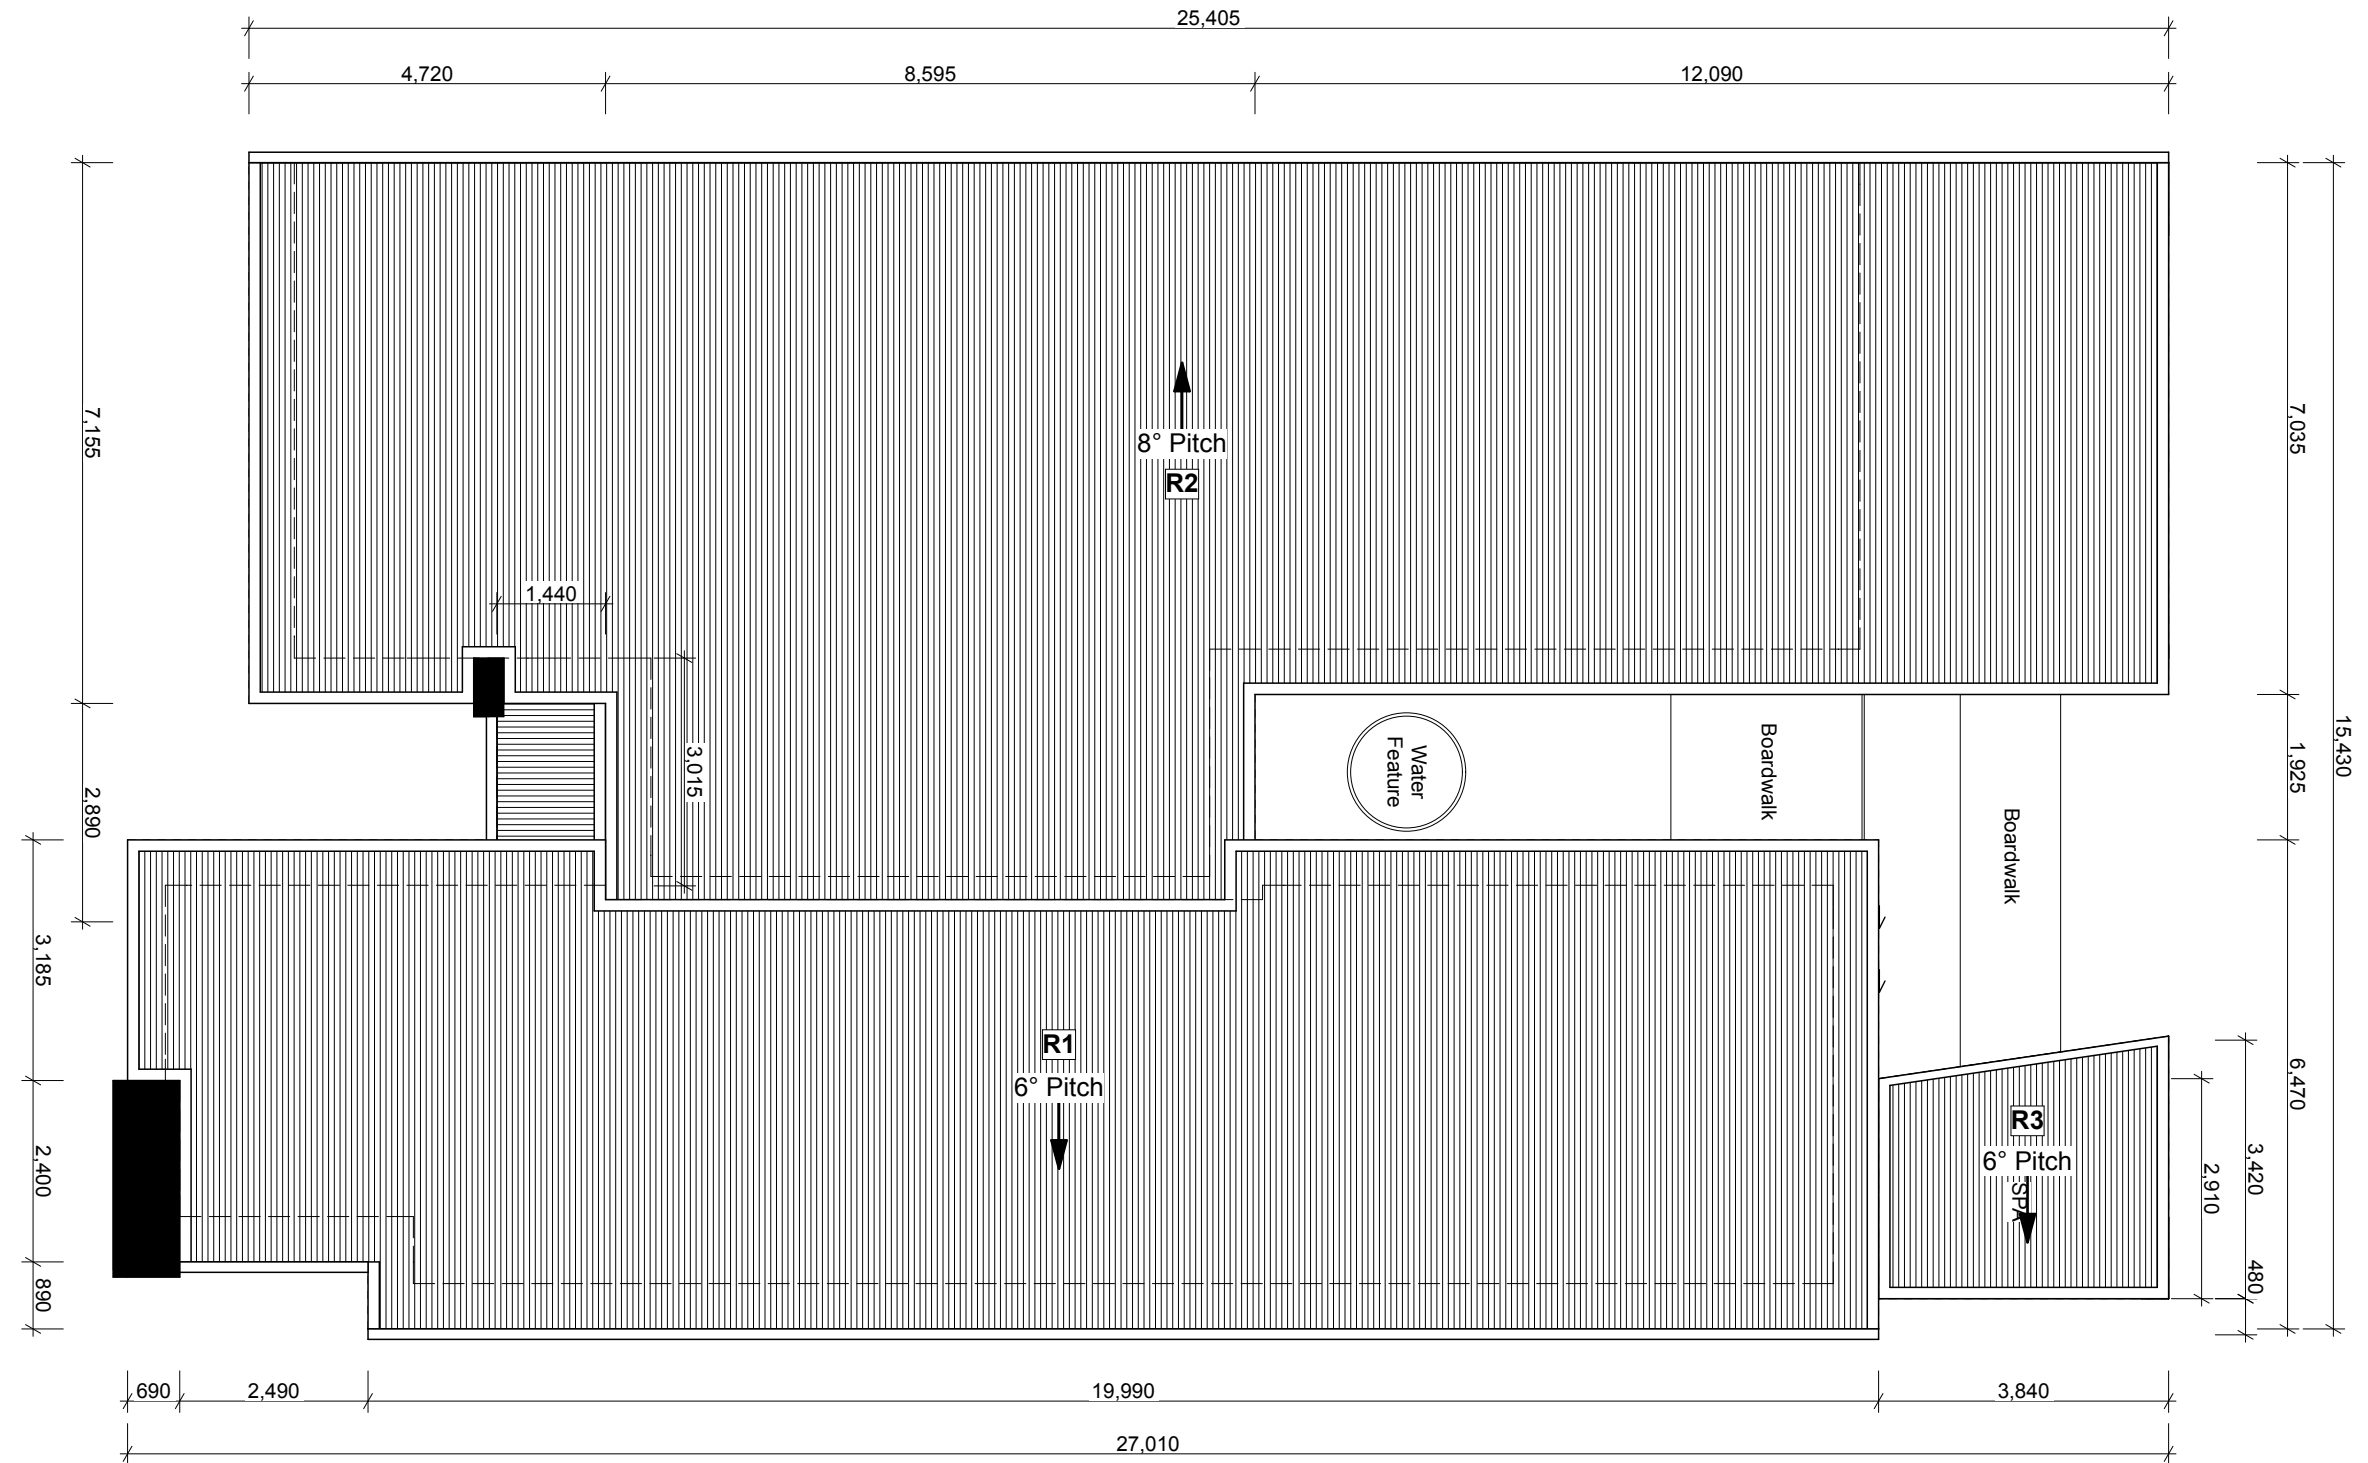 25,405
4,720
8,595
12,090
7,155
7,035
8° Pitch
R2
1,440
3,015
Water
Feature
Boardwalk
Boardwalk
1,925
15,430
2,890
3,185
R1
6° Pitch
6,470
R3
6° Pitch
SPA
2,400
3,420
2,910
890
480
690
2,490
19,990
3,840
27,010